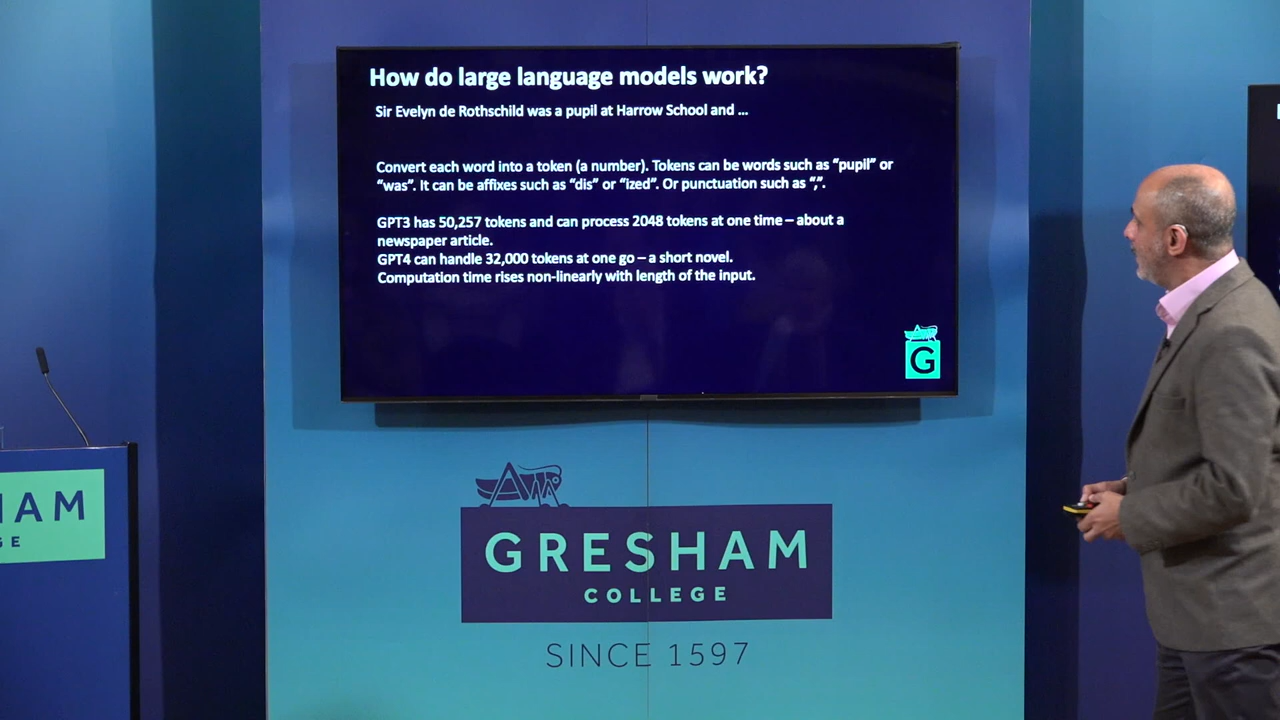 How do large language models work?
Sir Evelyn de Rothschild was a pupil at Harrow School and ...
Convert each word into a token (a number). Tokens can be words such as “pupil” or
“was”. It can be affixes such as “dis” or “ized”. Or punctuation such as “,”.
GPT3 has 50,257 tokens and can process 2048 tokens at one time – about a
newspaper article.
GPT4 can handle 32,000 tokens at one go – a short novel.
Computation time rises non-linearly with length of the input.
G
GRESHAM
COLLEGE
SINCE 1597
HAM
GE